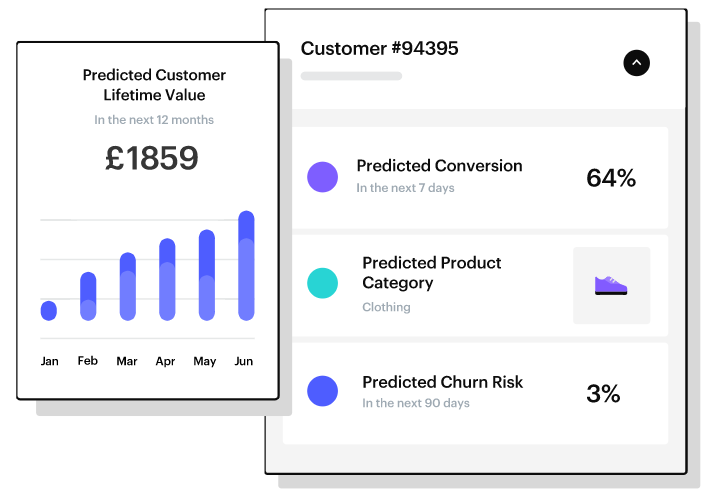 Predicted Customer
Lifetime Value
In the next 12 months
£1859
Jan Feb Mar Apr May Jun
Customer #94395
Predicted Conversion
In the next 7 days
64%
Predicted Product
Category
Clothing
Predicted Churn Risk
In the next 90 days
3%